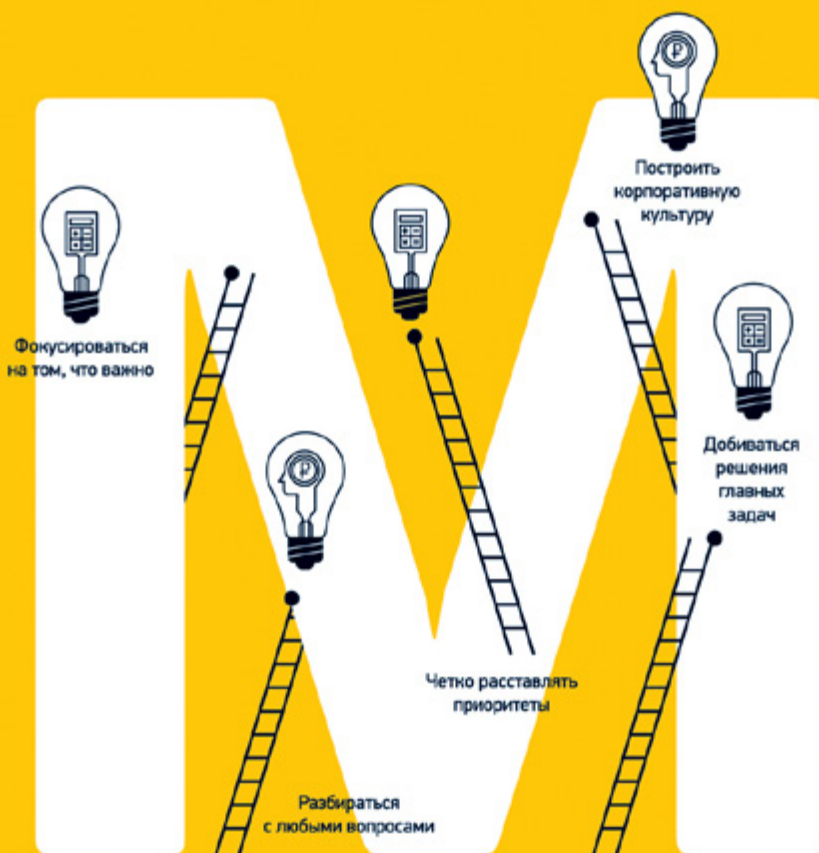 Построить
корпоративную
культуру
Фокусироваться
на том, что важно
Добиваться
решения
главных
задач
Четко расставлять
приоритеты
Разбираться
с любыми вопросами